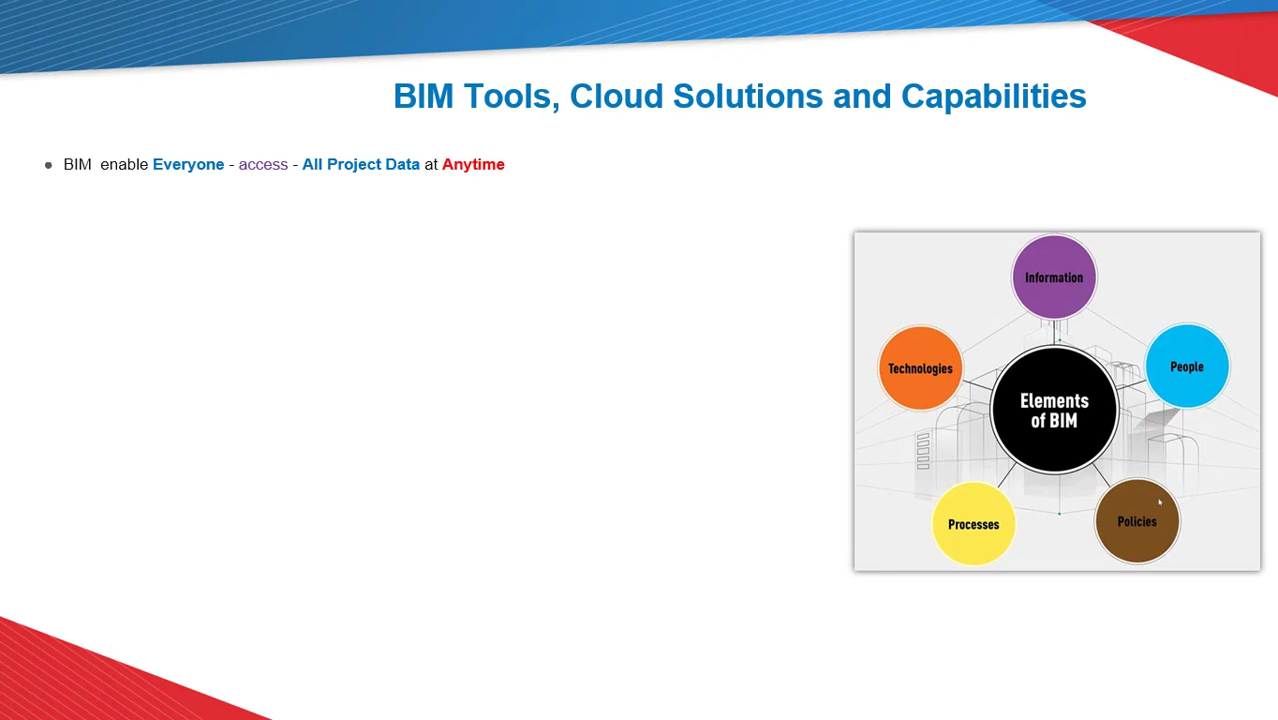 BIM Tools, Cloud Solutions and Capabilities
● BIM enable Everyone - access - All Project Data at Anytime
Information
Technologies
People
Elements
of BIM
Processes
Policies